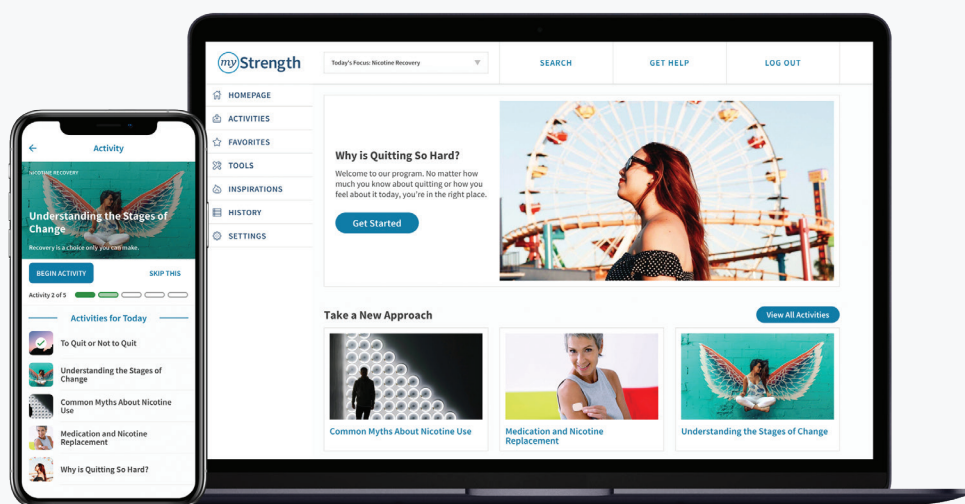 Activity
NICOTINE RECOVERY
Understanding the Stages of
Change
Recovery is a choice only you can make.
BEGIN ACTIVITY
SKIP THIS
Activity 2 of 5
Activities for Today
To Quit or Not to Quit
Understanding the Stages of
Change
Common Myths About Nicotine
Use
Medication and Nicotine
Replacement
Why is Quitting So Hard?
myStrength
Today's Focus: Nicotine Recovery
SEARCH
GET HELP
LOG OUT
HOMEPAGE
ACTIVITIES
FAVORITES
TOOLS
INSPIRATIONS
HISTORY
SETTINGS
Why is Quitting So Hard?
Welcome to our program. No matter how
much you know about quitting or how you
feel about it today, you're in the right place.
Get Started
Take a New Approach
View All Activities
Common Myths About Nicotine Use
Medication and Nicotine
Replacement
Understanding the Stages of Change